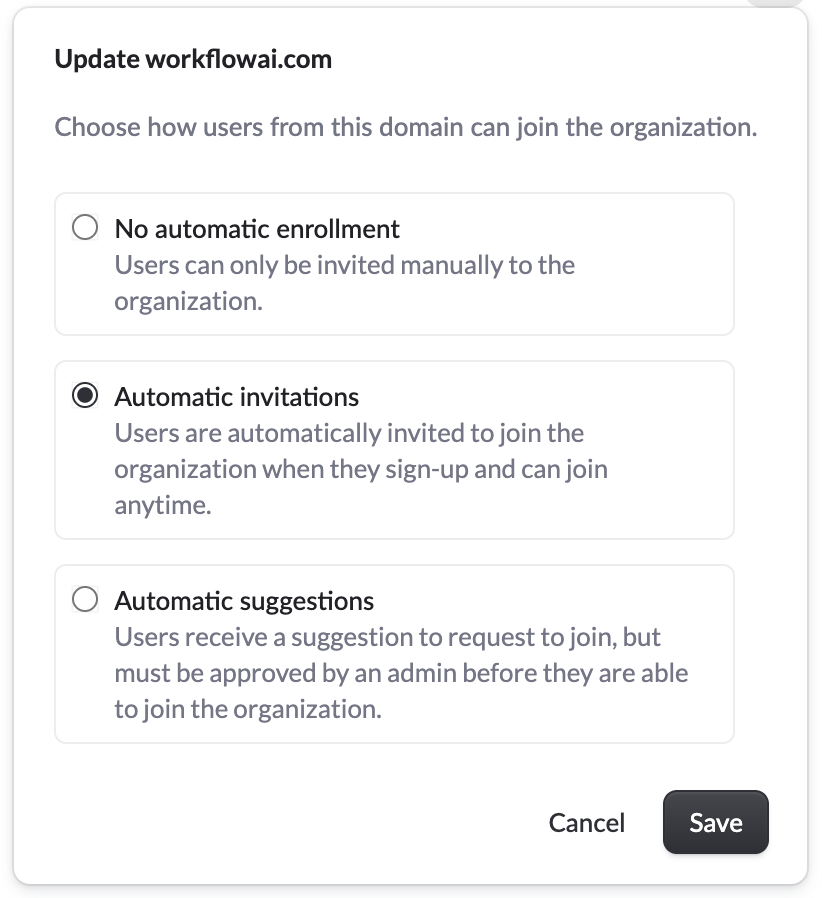 Update workflowai.com
Choose how users from this domain can join the organization.
No automatic enrollment
Users can only be invited manually to the
organization.
Automatic invitations
Users are automatically invited to join the
organization when they sign-up and can join
anytime.
Automatic suggestions
Users receive a suggestion to request to join, but
must be approved by an admin before they are able
to join the organization.
Cancel
Save